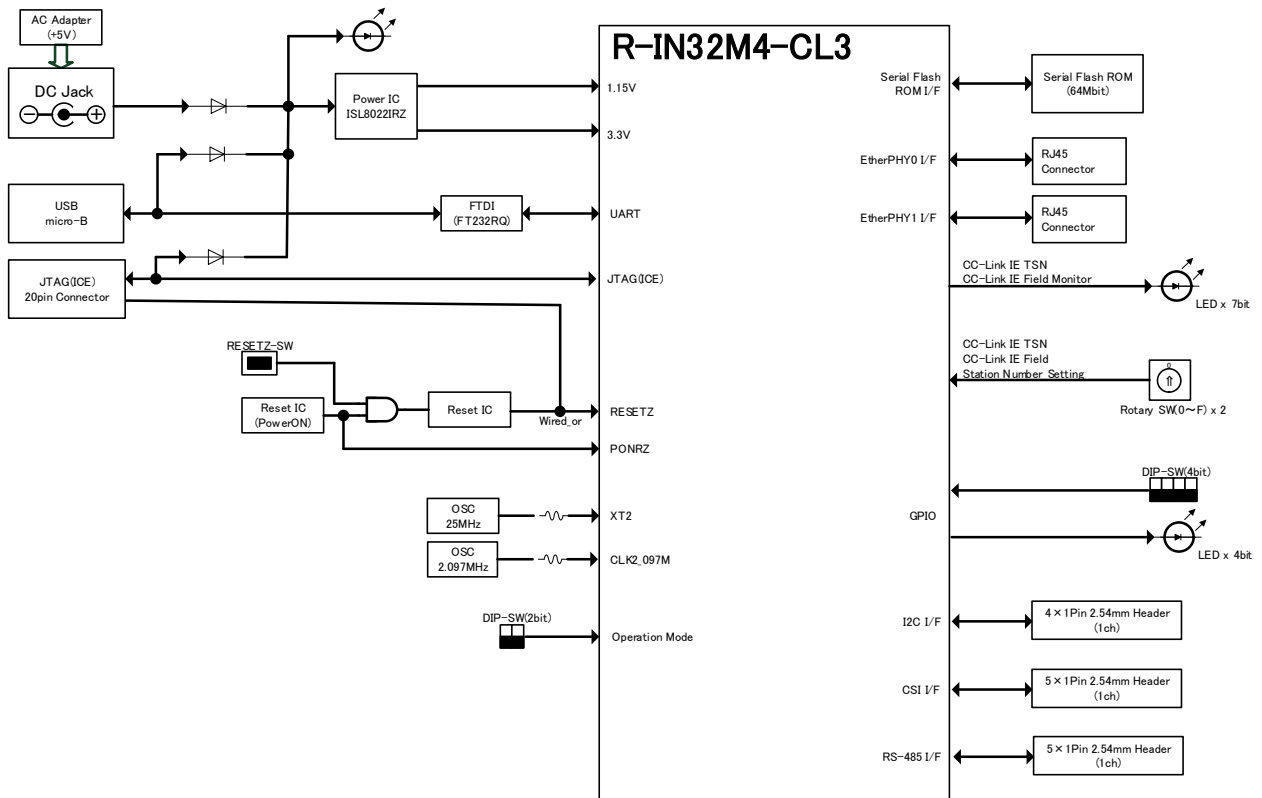 AC Adapter
(+5V)
DC Jack
Power IC
ISL8022IRZ
USB
micro-B
FTDI
(FT232RQ)
JTAG(ICE)
20pin Connector
RESETZ-SW
Reset IC
(PowerON)
Reset IC
Wired_or
OSC
25MHz
OSC
2.097MHz
DIP-SW(2bit)
R-IN32M4-CL3
1.15V
3.3V
UART
JTAG(ICE)
RESETZ
PONRZ
XT2
CLK2_097M
Operation Mode
Serial Flash
ROM I/F
EtherPHY0 I/F
EtherPHY1 I/F
GPIO
I2C I/F
CSI I/F
RS-485 I/F
Serial Flash ROM
(64Mbit)
RJ45
Connector
RJ45
Connector
CC-Link IE TSN
CC-Link IE Field Monitor
LED x 7bit
CC-Link IE TSN
CC-Link IE Field
Station Number Setting
0
Rotary SW(0～F) x 2
DIP-SW(4bit)
LED x 4bit
4×1Pin 2.54mm Header
(1ch)
5×1Pin 2.54mm Header
(1ch)
5×1Pin 2.54mm Header
(1ch)